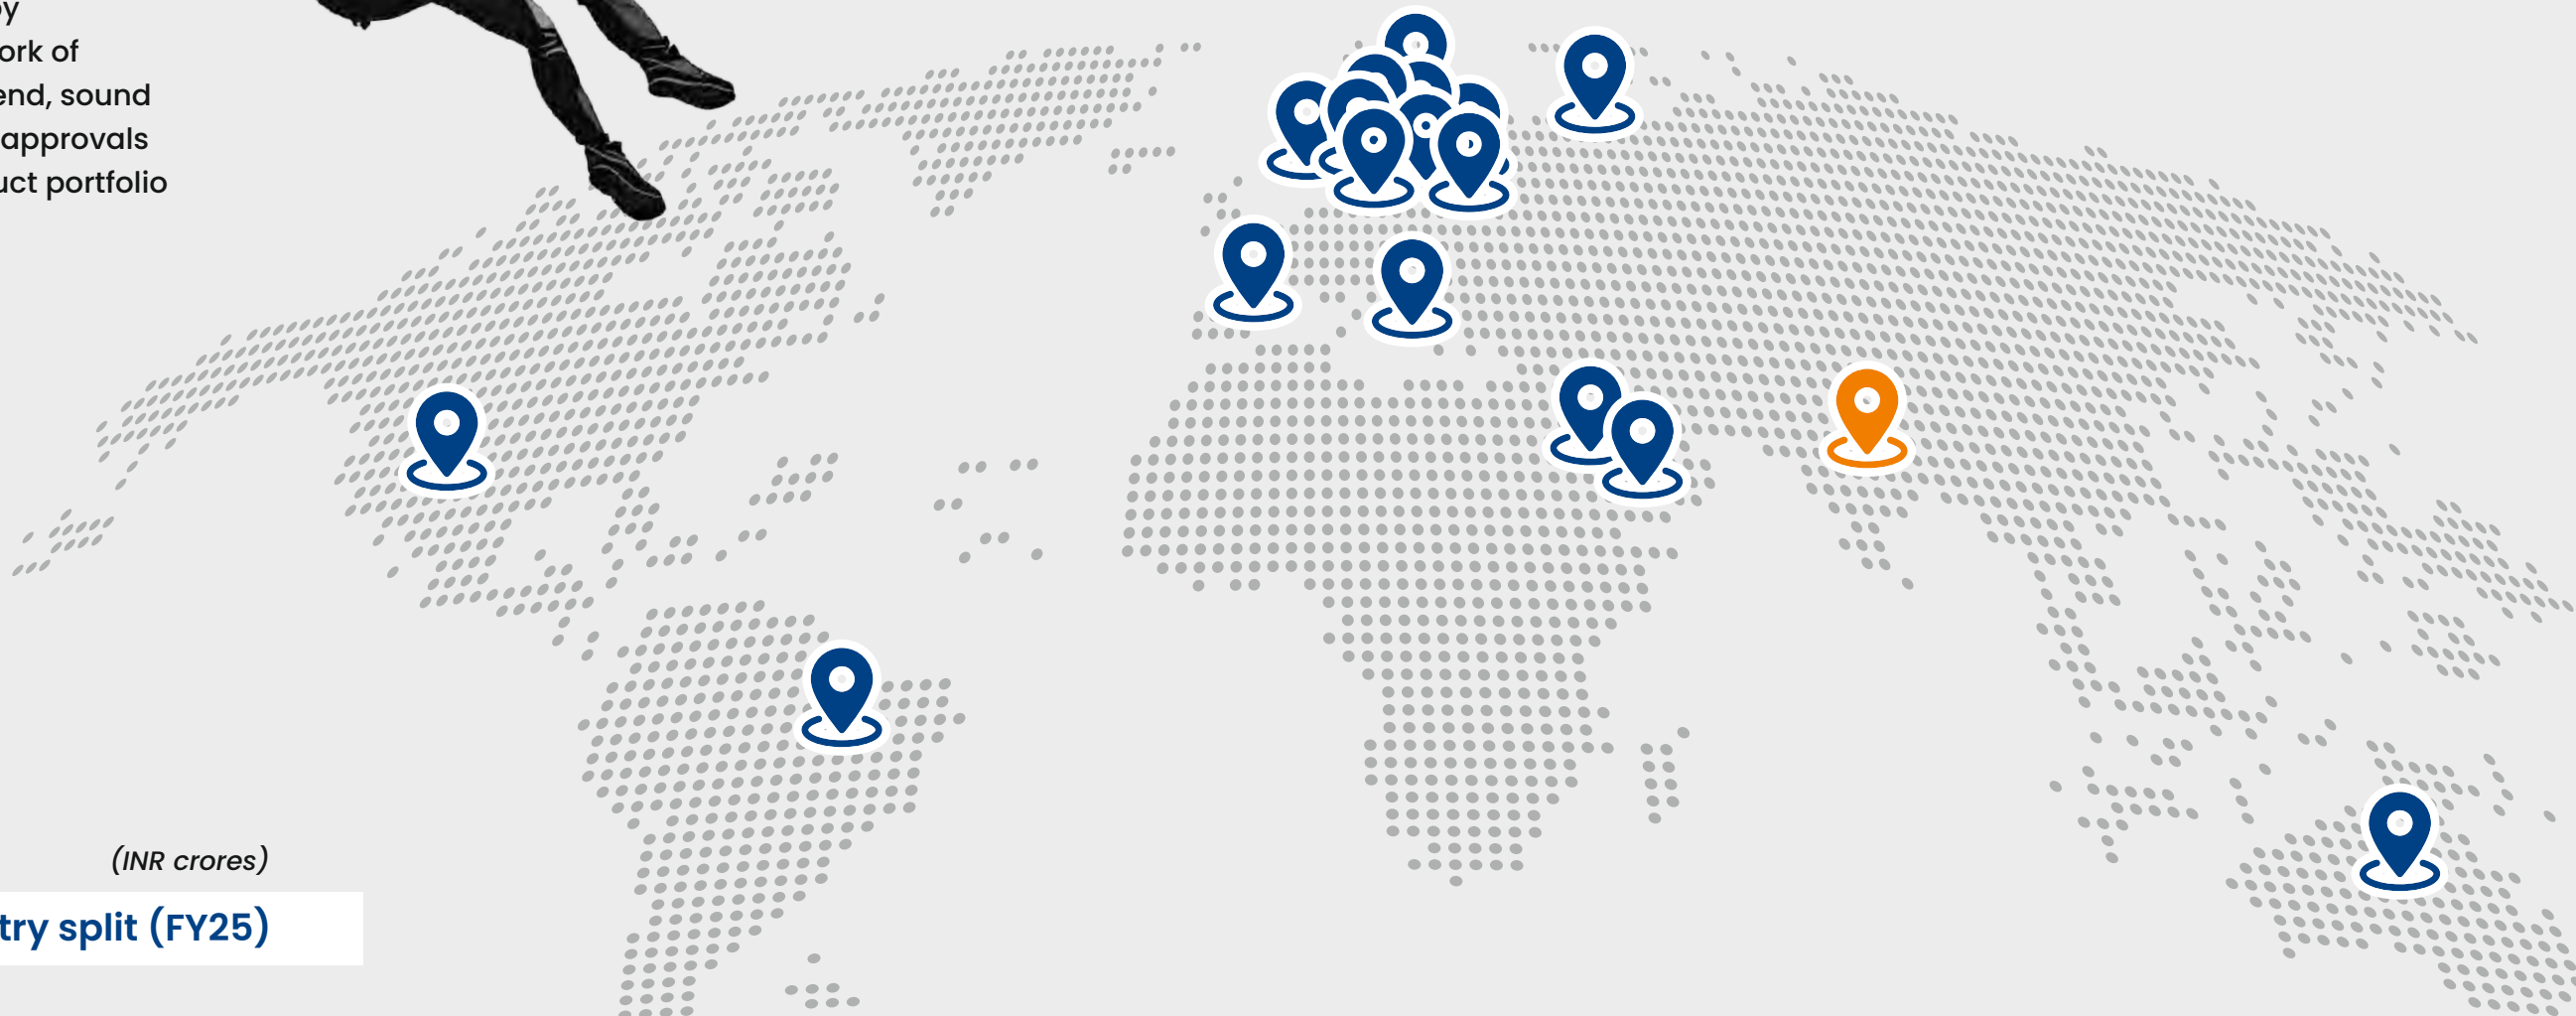 ork of
end, sound
approvals
uct portfolio
(INR crores)
try split (FY25)